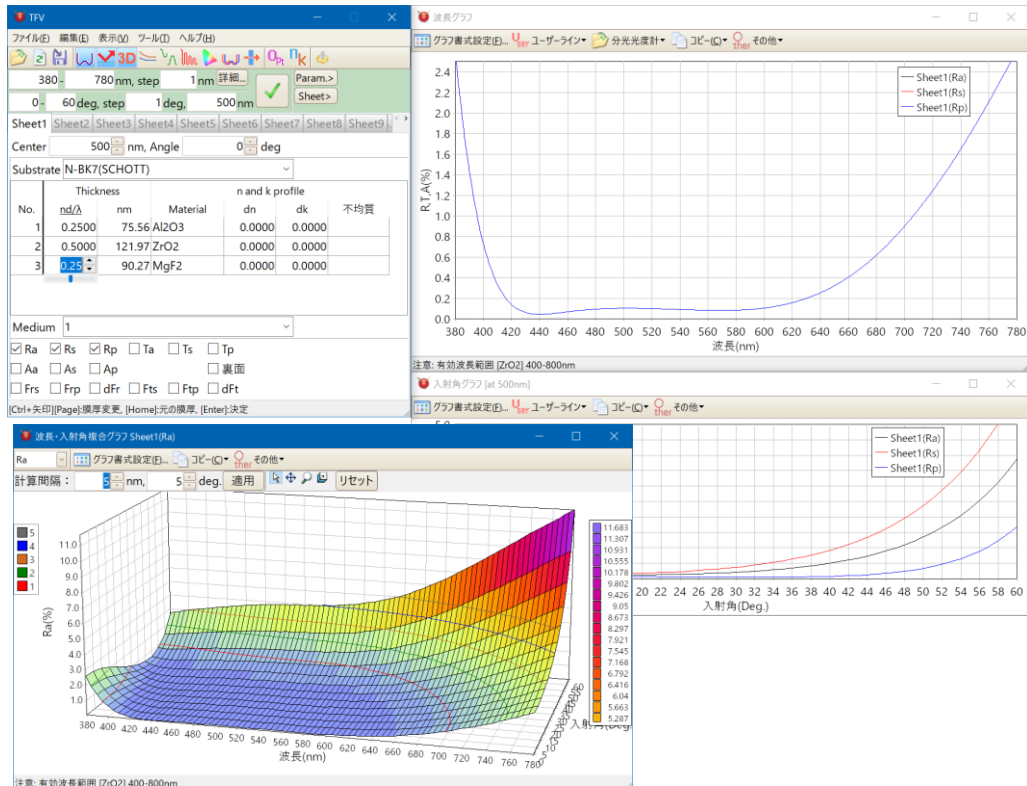 TFV
ファイル(F) 編集(E) 表示(V) ツール(T) ヘルプ(H)
3D OPt nk
380 - 780 nm, step 1 nm 詳細... Param.>
0 - 60 deg, step 1 deg, 500 nm Sheet>
Sheet1 Sheet2 Sheet3 Sheet4 Sheet5 Sheet6 Sheet7 Sheet8 Sheet9
Center 500 nm, Angle 0 deg
Substrate N-BK7(SCHOTT)
Thickness n and k profile
No. nd/λ nm Material dn dk 不均質
1 0.2500 75.56 Al2O3 0.0000 0.0000
2 0.5000 121.97 ZrO2 0.0000 0.0000
3 0.25 90.27 MgF2 0.0000 0.0000
Medium 1
Ra Rs Rp Ta Ts Tp
Aa As Ap 裏面
Frs Frp dFr Fts Ftp dFt
[Ctrl+矢印][Page]:膜厚変更, [Home]:元の膜厚, [Enter]:決定
波長グラフ
グラフ書式設定(F)... User ユーザーライン 分光光度計 コピー(C) Other その他
2.4
2.2
2.0
1.8
1.6
1.4
1.2
1.0
0.8
0.6
0.4
0.2
0.0
R,T,A(%)
Sheet1(Ra)
Sheet1(Rs)
Sheet1(Rp)
380 400 420 440 460 480 500 520 540 560 580 600 620 640 660 680 700 720 740 760 780
波長(nm)
注意: 有効波長範囲 [ZrO2] 400-800nm
入射角グラフ [at 500nm]
グラフ書式設定(F)... User ユーザーライン コピー(C) Other その他
5.0
Sheet1(Ra)
Sheet1(Rs)
Sheet1(Rp)
20 22 24 26 28 30 32 34 36 38 40 42 44 46 48 50 52 54 56 58 60
入射角(Deg.)
波長・入射角複合グラフ Sheet1(Ra)
Ra グラフ書式設定(F)... コピー(C) Other その他
計算間隔： 5 nm, 5 deg. 適用 リセット
5
4
3
2
1
11.0
10.0
9.0
8.0
7.0
6.0
5.0
4.0
3.0
2.0
1.0
Ra(%)
380 400 420 440 460 480 500 520 540 560 580 600 620 640 660 680 700 720 740 760 780
波長(nm)
11.683
11.307
10.931
10.555
10.178
9.802
9.426
9.05
8.673
8.297
7.921
7.545
7.168
6.792
6.416
6.04
5.663
5.287
注意: 有効波長範囲 [ZrO2] 400-800nm